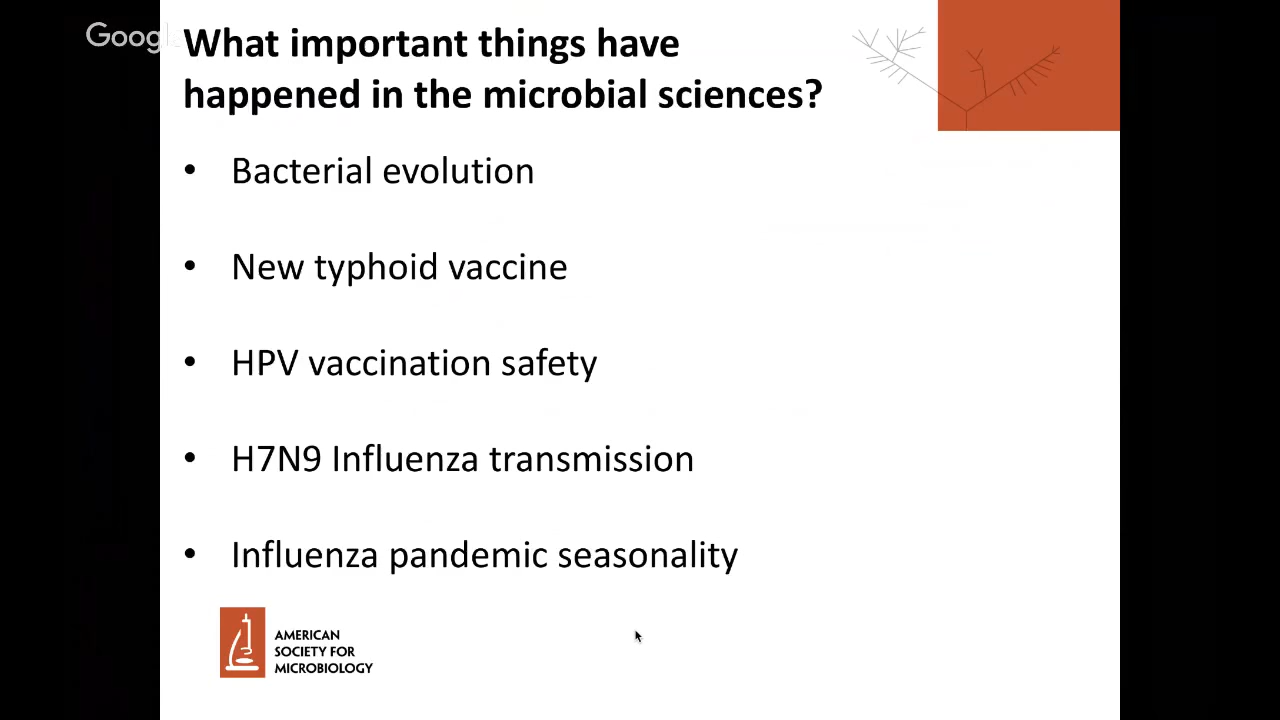 Google
What important things have
happened in the microbial sciences?
• Bacterial evolution
• New typhoid vaccine
• HPV vaccination safety
• H7N9 Influenza transmission
• Influenza pandemic seasonality
AMERICAN
SOCIETY FOR
MICROBIOLOGY